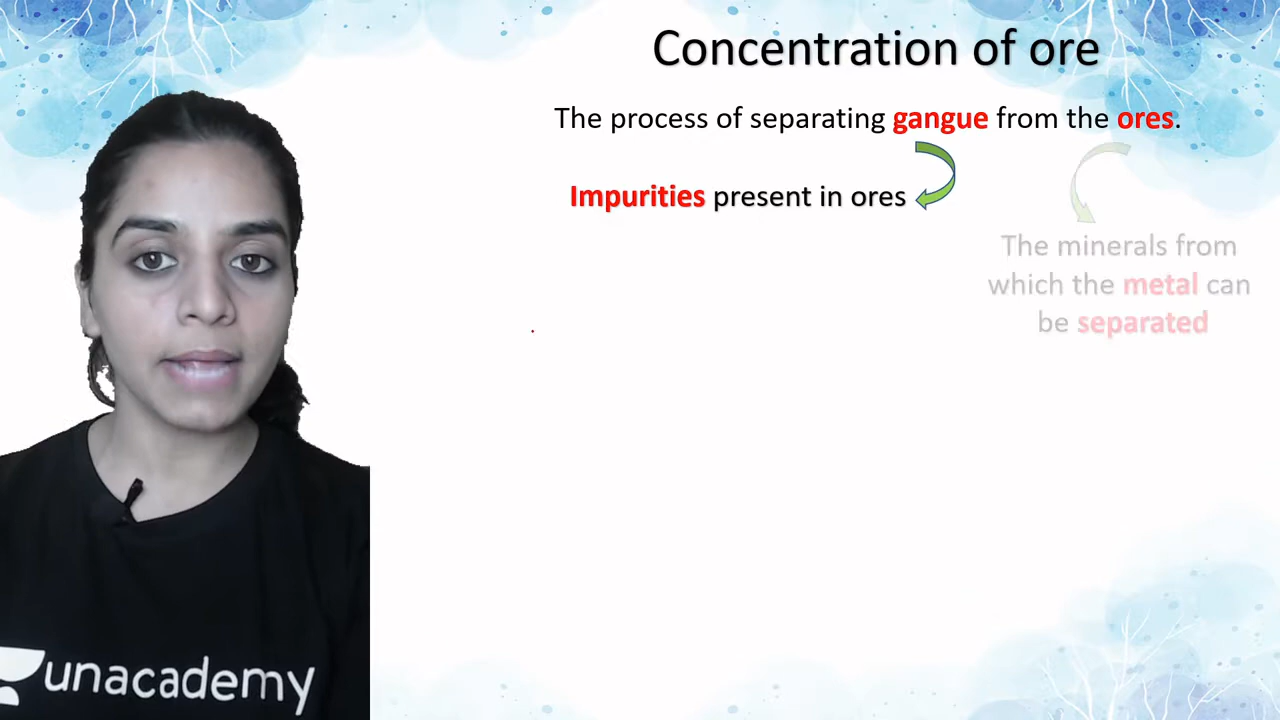 Concentration of ore
The process of separating gangue from the ores.
Impurities present in ores
The minerals from
which the metal can
be separated
unacademy